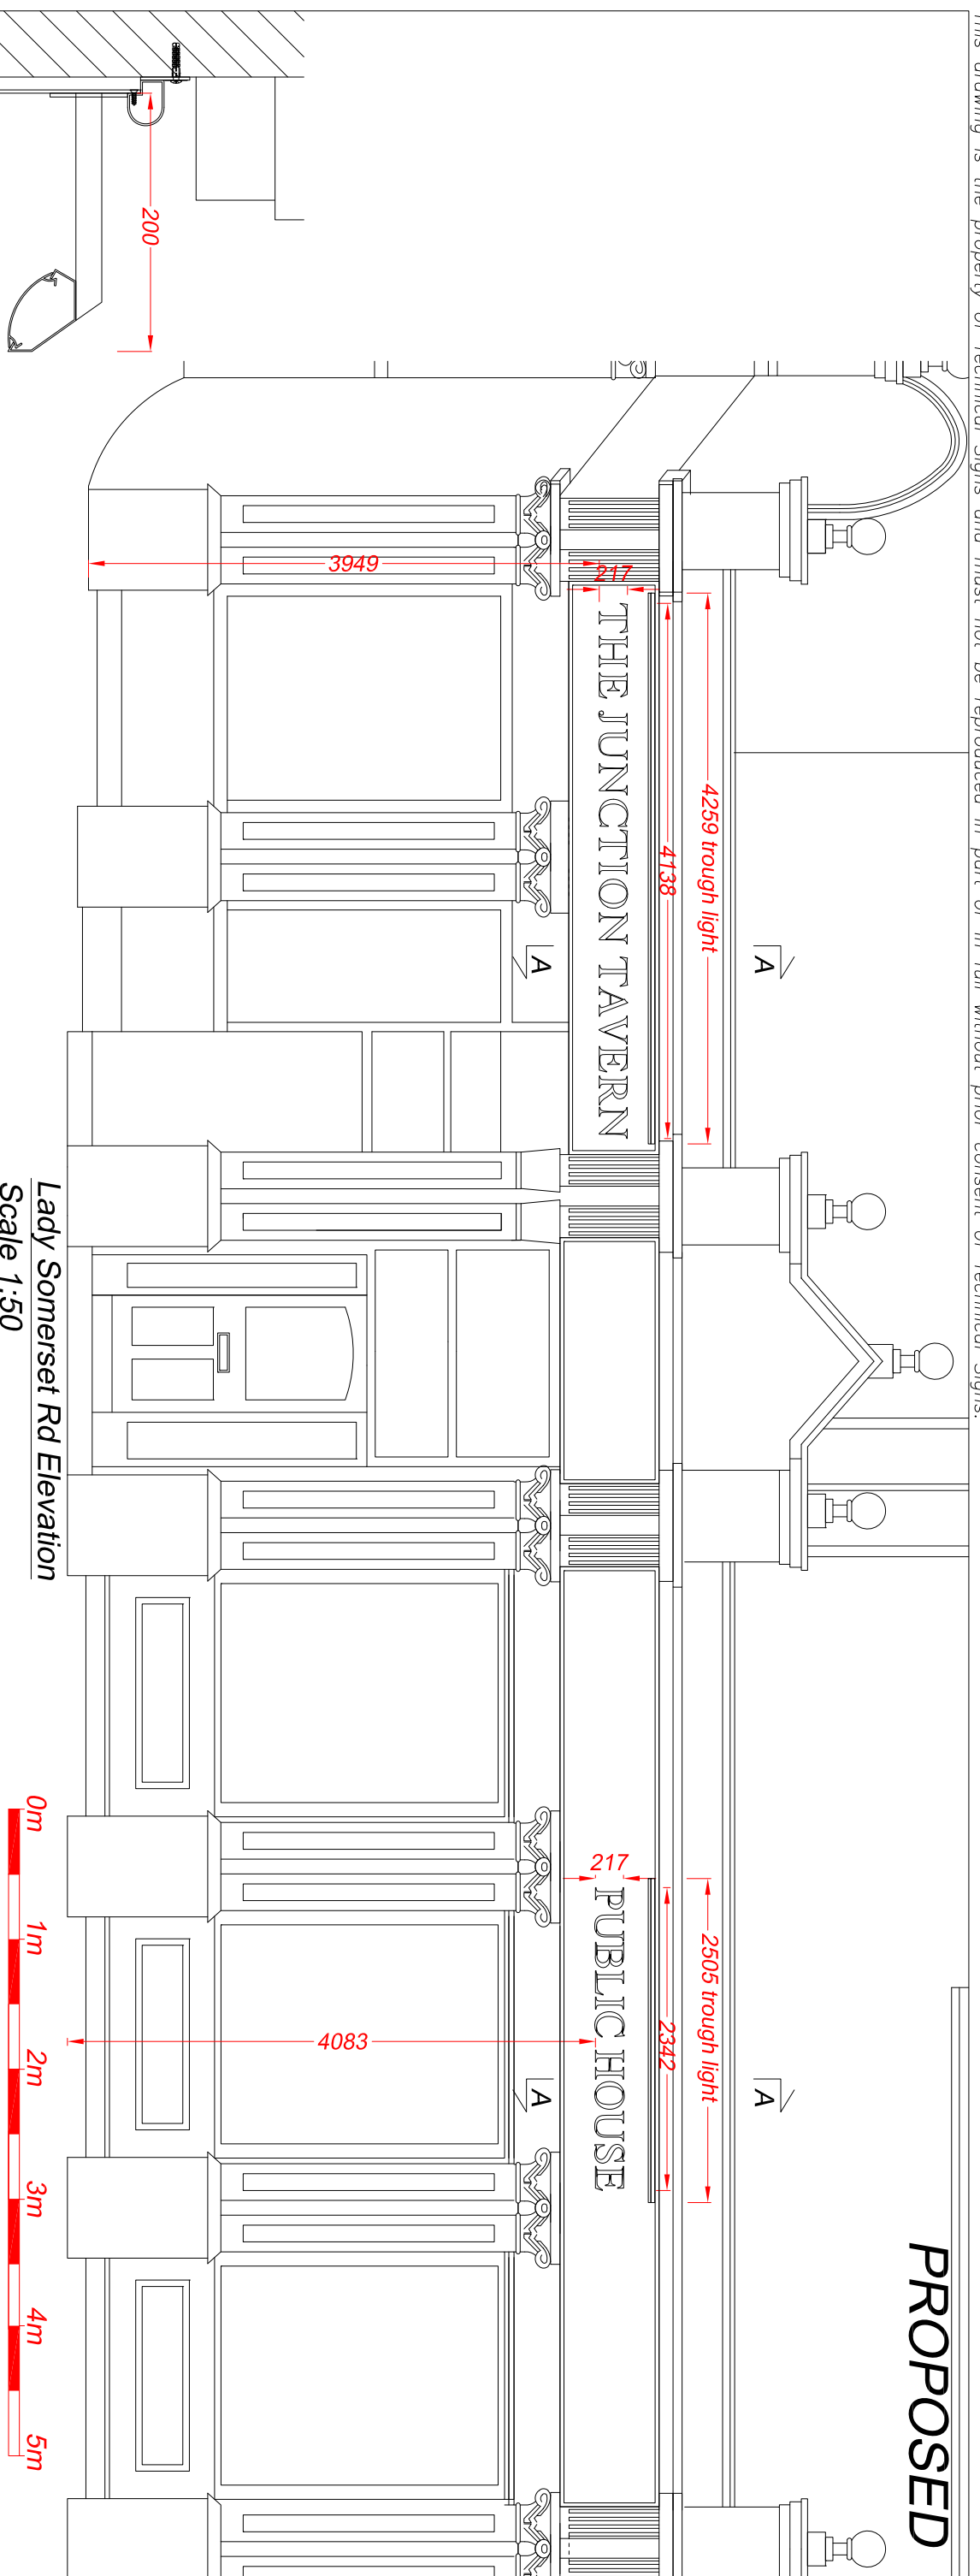 This drawing is the property of Technical Signs and must not be reproduced in part or in full without prior consent of Technical Signs.
PROPOSED
A
A
4259 trough light
2505 trough light
4138
2342
217
THE JUNCTION TAVERN
217
PUBLIC HOUSE
A
A
3949
4083
200
Lady Somerset Rd Elevation
Scale 1:50
0m 1m 2m 3m 4m 5m